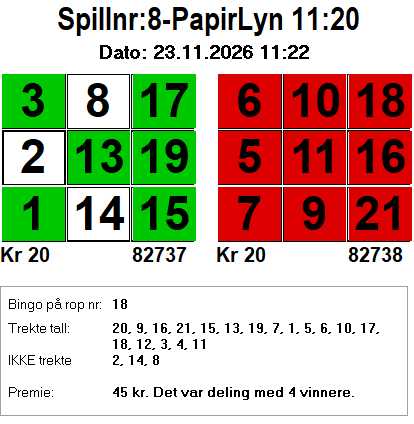 Spillnr:8-PapirLyn 11:20
Dato: 23.11.2026 11:22
3 8 17 6 10 18
2 13 19 5 11 16
1 14 15 7 9 21
Kr 20 82737 Kr 20 82738
Bingo på rop nr: 18
Trekte tall: 20, 9, 16, 21, 15, 13, 19, 7, 1, 5, 6, 10, 17,
18, 12, 3, 4, 11
IKKE trekte 2, 14, 8
Premie: 45 kr. Det var deling med 4 vinnere.